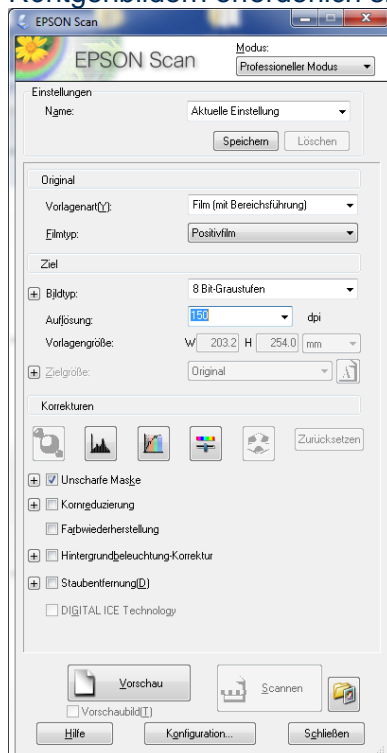 EPSON Scan
EPSON Scan
Modus:
Professioneller Modus
Einstellungen
Name:
Aktuelle Einstellung
Speichern
Löschen
Original
Vorlagenart(Y):
Film (mit Bereichsführung)
Filmtyp:
Positivfilm
Ziel
Bildtyp:
8 Bit-Graustufen
Auflösung:
150
dpi
Vorlagengröße:
W 203.2 H 254.0 mm
Zielgröße:
Original
Korrekturen
Zurücksetzen
Unscharfe Maske
Kornreduzierung
Farbwiederherstellung
Hintergrundbeleuchtung-Korrektur
Staubentfernung(D)
DIGITAL ICE Technology
Vorschau
Scannen
Vorschaubild(T)
Hilfe
Konfiguration...
Schließen